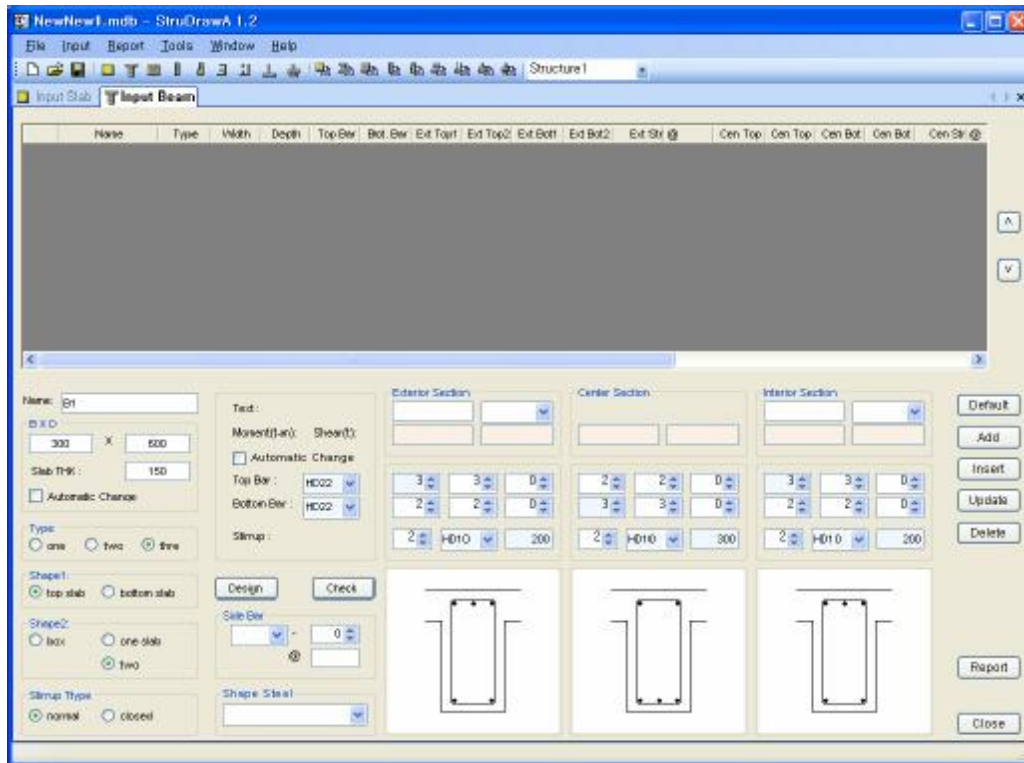 NewNew1.mdb - StruDrawA 1.2
File Input Report Tools Window Help
Structure1
Input Slab Input Beam
Name Type Width Depth Top Bar Bot. Bar Ext Top1 Ext Top2 Ext Bot1 Ext Bot2 Ext Str @ Cen Top Cen Top Cen Bot Cen Bot Cen Str @
Name: B1
B X D
300 X 600
Slab THK : 150
Automatic Change
Type
one two three
Shape1:
top slab bottom slab
Shape2:
box one slab
two
Stirrup Ttype
normal closed
Text :
Moment(t.m): Shear(t):
Automatic Change
Top Bar : HD22
Bottom Bar : HD22
Stirrup :
Design Check
Side Bar
- 0
@
Shape Steel
Exterior Section
3 3 0
2 2 0
2 HD10 200
Center Section
2 2 0
3 3 0
2 HD10 300
Interior Section
3 3 0
2 2 0
2 HD10 200
Default
Add
Insert
Update
Delete
Report
Close